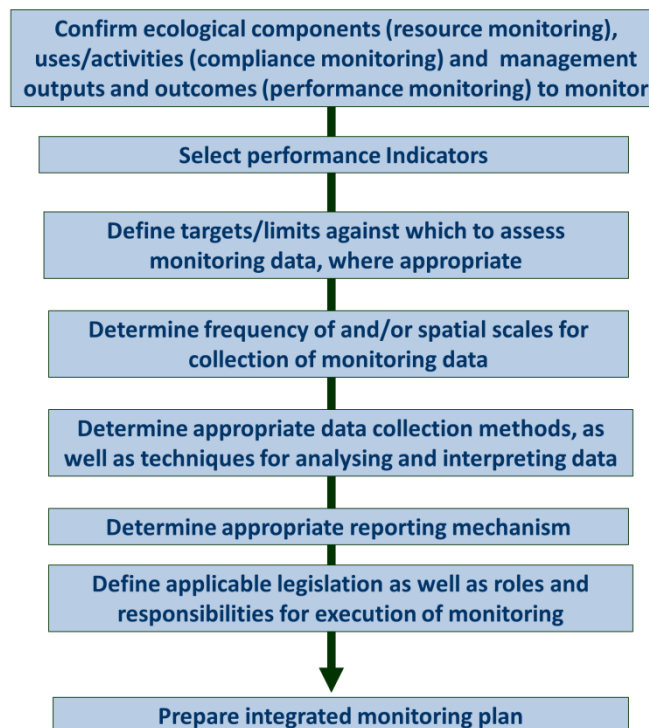 Confirm ecological components (resource monitoring),
uses/activities (compliance monitoring) and management
outputs and outcomes (performance monitoring) to monitor
Select performance Indicators
Define targets/limits against which to assess
monitoring data, where appropriate
Determine frequency of and/or spatial scales for
collection of monitoring data
Determine appropriate data collection methods, as
well as techniques for analysing and interpreting data
Determine appropriate reporting mechanism
Define applicable legislation as well as roles and
responsibilities for execution of monitoring
Prepare integrated monitoring plan